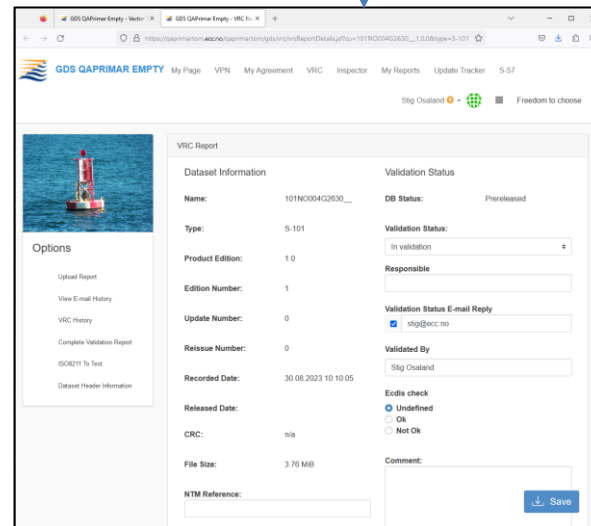 GDS QAPrimar Empty - Vector
GDS QAPrimar Empty - VRC Re
https://qaprimartom.ecc.no/qaprimartom/gds/vrc/vrcReportDetails.jsf?cu=101NO004G2630__.1.0.0&type=S-101
GDS QAPRIMAR EMPTY
My Page VPN My Agreement VRC Inspector My Reports Update Tracker S-57
Stig Osaland
Freedom to choose
Options
Upload Report
View E-mail History
VRC History
Complete Validation Report
ISO8211 To Text
Dataset Header Information
VRC Report
Dataset Information
Name: 101NO004G2630__
Type: S-101
Product Edition: 1.0
Edition Number: 1
Update Number: 0
Reissue Number: 0
Recorded Date: 30.08.2023 10:10:05
Released Date:
CRC: n/a
File Size: 3.76 MiB
NTM Reference:
Validation Status
DB Status: Prereleased
Validation Status:
In validation
Responsible
Validation Status E-mail Reply
stig@ecc.no
Validated By
Stig Osaland
Ecdis check
Undefined
Ok
Not Ok
Comment:
Save